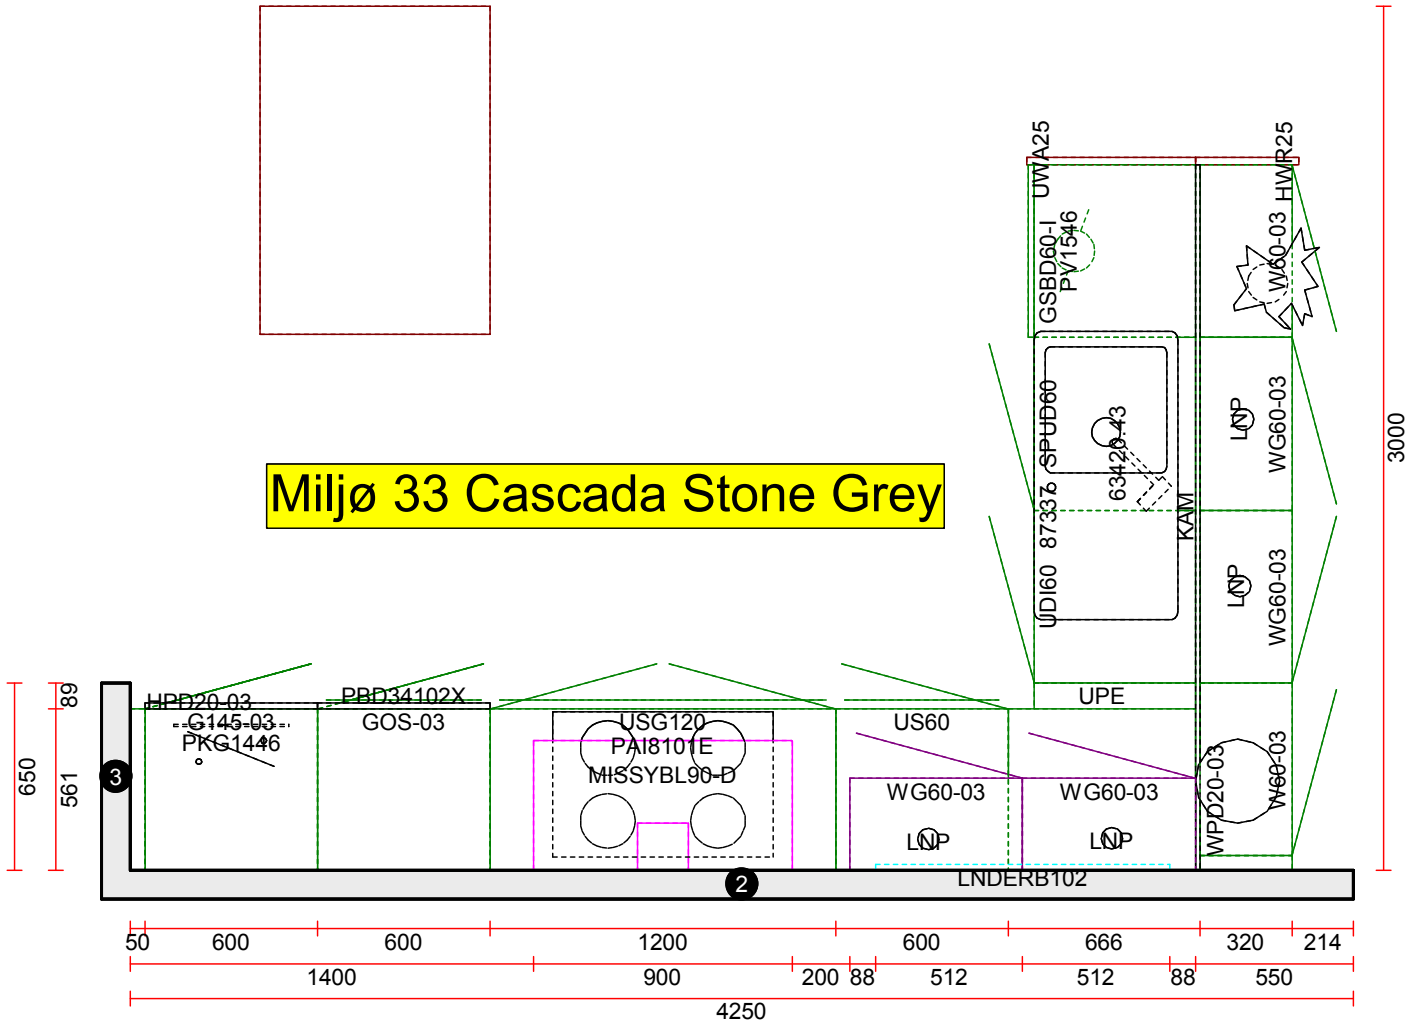 UWA25
HWR25
GSBD60-I
PV1546
W60-03
3000
SPUD60
63420.43
LNP
WG60-03
Miljø 33 Cascada Stone Grey
KAM
UDI60
LNP
WG60-03
UPE
HPD20-03
PBD34102X
G145-03
GOS-03
USG120
US60
PKG1446
PAI8101E
MISSYBL90-D
WG60-03
WG60-03
WPD20-03
W60-03
LNP
LNP
LNDERB102
89
650
561
3
2
50 600 600 1200 600 666 320 214
1400 900 200 88 512 512 88 550
4250